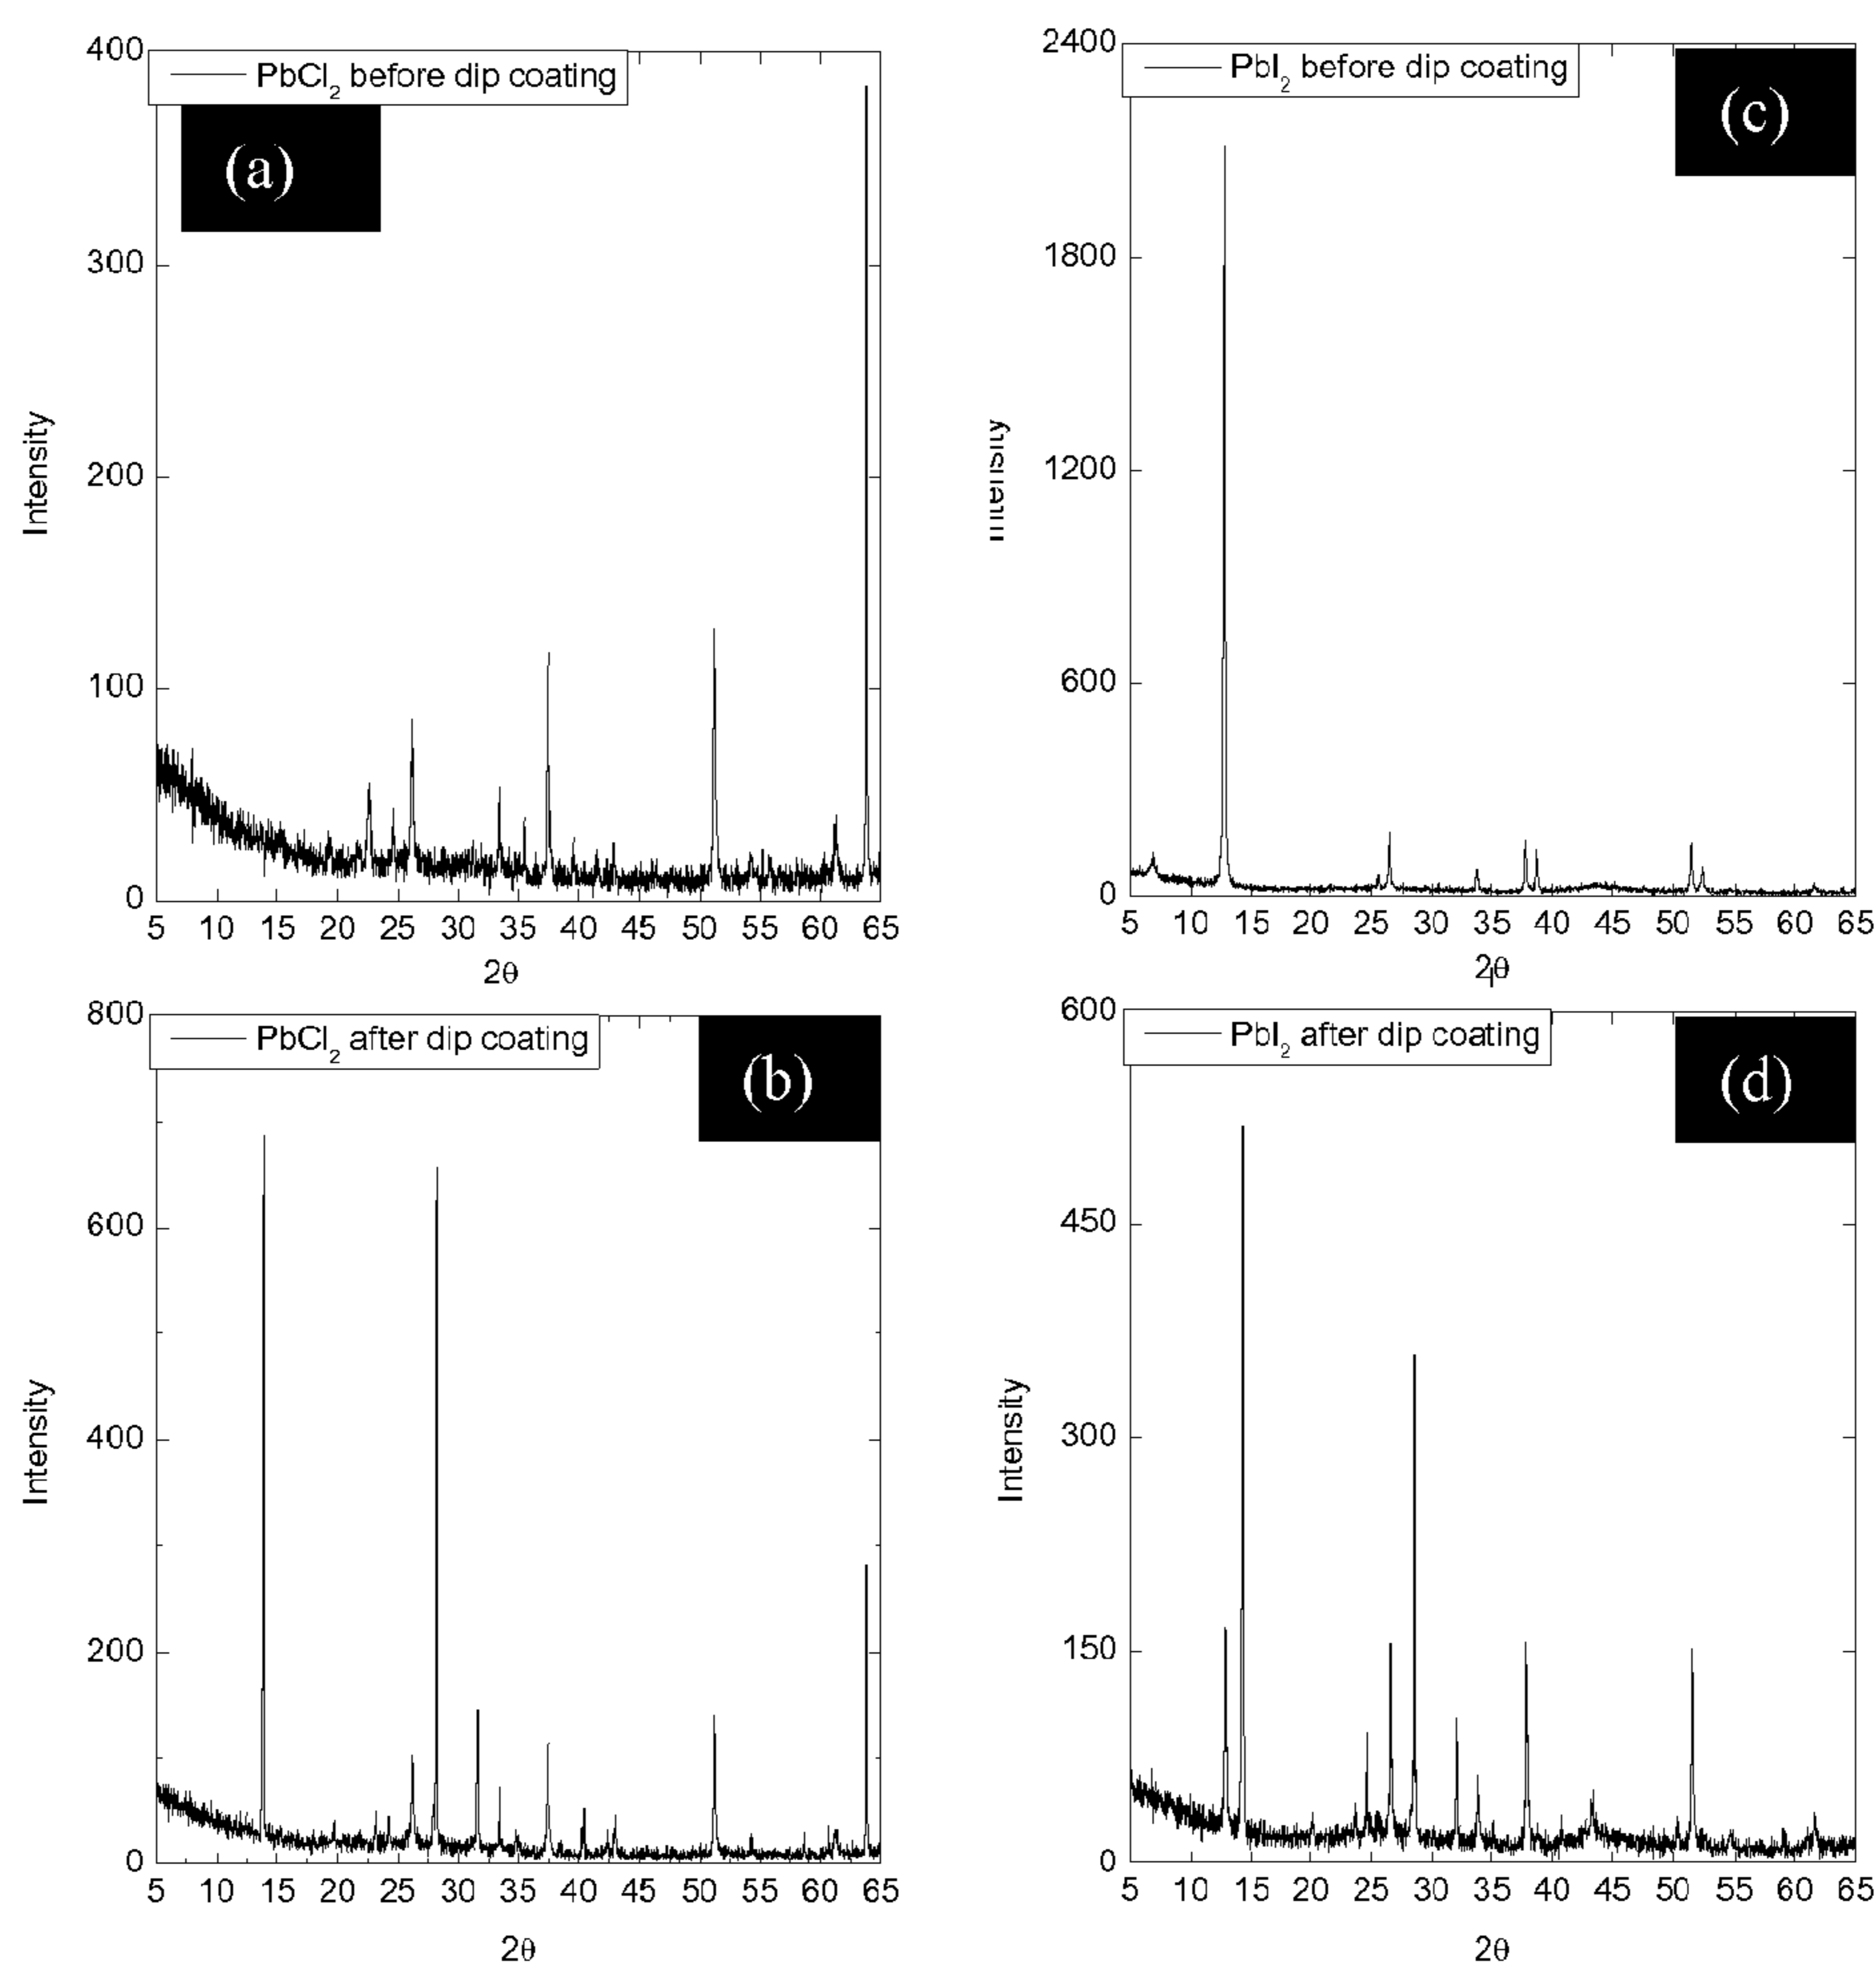 PbCl₂ before dip coating
(a)
400
300
200
100
0
Intensity
5 10 15 20 25 30 35 40 45 50 55 60 65
2θ
PbI₂ before dip coating
(c)
2400
1800
1200
600
0
Intensity
5 10 15 20 25 30 35 40 45 50 55 60 65
2θ
PbCl₂ after dip coating
(b)
800
600
400
200
0
Intensity
5 10 15 20 25 30 35 40 45 50 55 60 65
2θ
PbI₂ after dip coating
(d)
600
450
300
150
0
Intensity
5 10 15 20 25 30 35 40 45 50 55 60 65
2θ